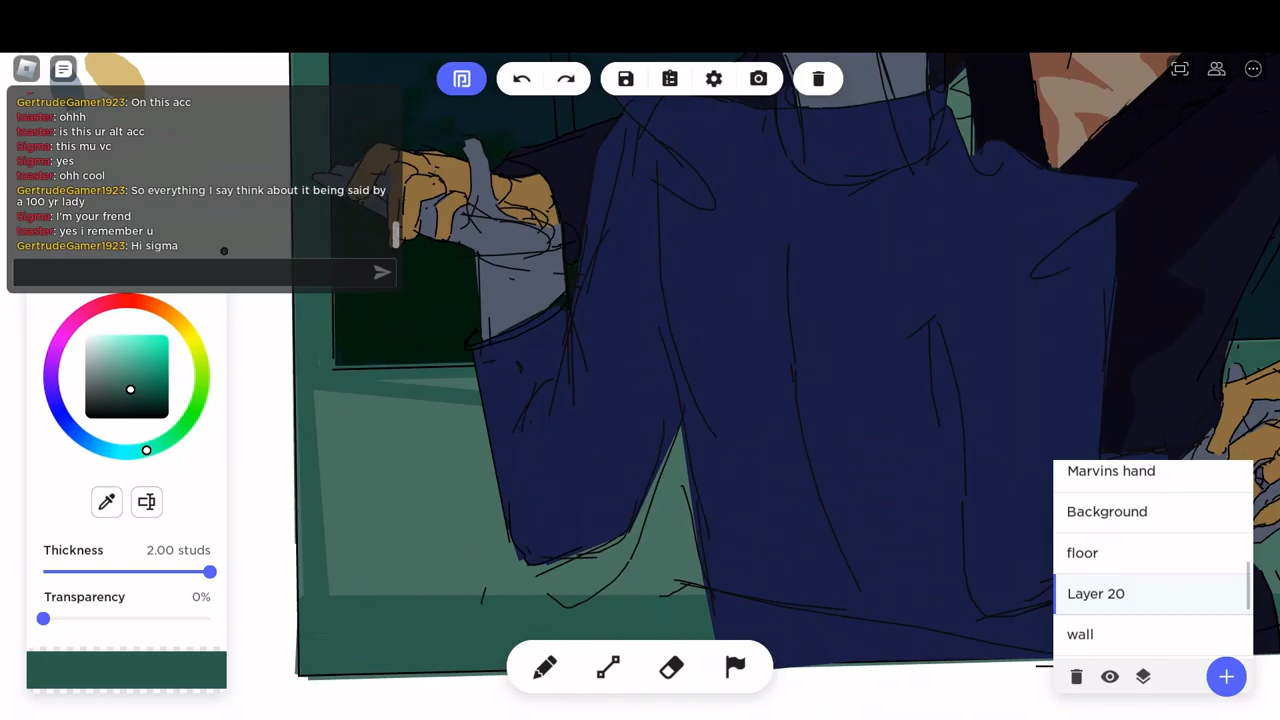 GertrudeGamer1923: On this acc
toaster: ohhh
toaster: is this ur alt acc
Sigma: this mu vc
Sigma: yes
toaster: ohh cool
GertrudeGamer1923: So everything I say think about it being said by
a 100 yr lady
Sigma: I'm your frend
toaster: yes i remember u
GertrudeGamer1923: Hi sigma
Thickness 2.00 studs
Transparency 0%
Marvins hand
Background
floor
Layer 20
wall